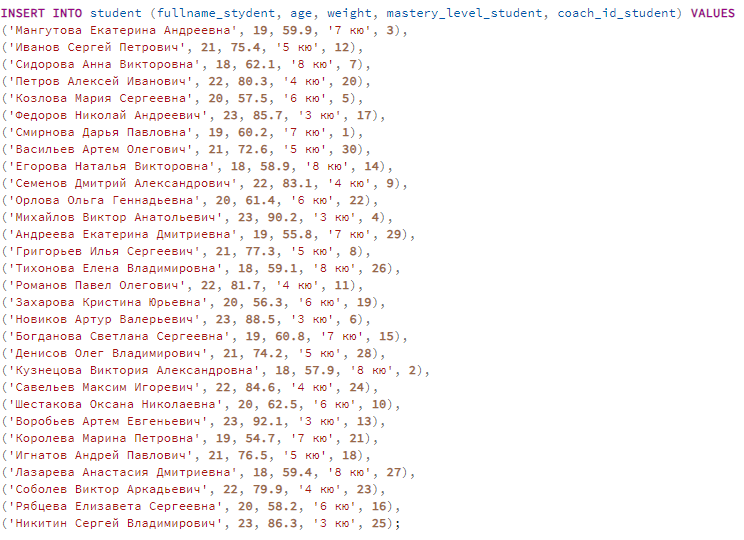 INSERT INTO student (fullname_stydent, age, weight, mastery_level_student, coach_id_student) VALUES
('Мангутова Екатерина Андреевна', 19, 59.9, '7 кю', 3),
('Иванов Сергей Петрович', 21, 75.4, '5 кю', 12),
('Сидорова Анна Викторовна', 18, 62.1, '8 кю', 7),
('Петров Алексей Иванович', 22, 80.3, '4 кю', 20),
('Козлова Мария Сергеевна', 20, 57.5, '6 кю', 5),
('Федоров Николай Андреевич', 23, 85.7, '3 кю', 17),
('Смирнова Дарья Павловна', 19, 60.2, '7 кю', 1),
('Васильев Артем Олегович', 21, 72.6, '5 кю', 30),
('Егорова Наталья Викторовна', 18, 58.9, '8 кю', 14),
('Семенов Дмитрий Александрович', 22, 83.1, '4 кю', 9),
('Орлова Ольга Геннадьевна', 20, 61.4, '6 кю', 22),
('Михайлов Виктор Анатольевич', 23, 90.2, '3 кю', 4),
('Андреева Екатерина Дмитриевна', 19, 55.8, '7 кю', 29),
('Григорьев Илья Сергеевич', 21, 77.3, '5 кю', 8),
('Тихонова Елена Владимировна', 18, 59.1, '8 кю', 26),
('Романов Павел Олегович', 22, 81.7, '4 кю', 11),
('Захарова Кристина Юрьевна', 20, 56.3, '6 кю', 19),
('Новиков Артур Валерьевич', 23, 88.5, '3 кю', 6),
('Богданова Светлана Сергеевна', 19, 60.8, '7 кю', 15),
('Денисов Олег Владимирович', 21, 74.2, '5 кю', 28),
('Кузнецова Виктория Александровна', 18, 57.9, '8 кю', 2),
('Савельев Максим Игоревич', 22, 84.6, '4 кю', 24),
('Шестакова Оксана Николаевна', 20, 62.5, '6 кю', 10),
('Воробьев Артем Евгеньевич', 23, 92.1, '3 кю', 13),
('Королева Марина Петровна', 19, 54.7, '7 кю', 21),
('Игнатов Андрей Павлович', 21, 76.5, '5 кю', 18),
('Лазарева Анастасия Дмитриевна', 18, 59.4, '8 кю', 27),
('Соболев Виктор Аркадьевич', 22, 79.9, '4 кю', 23),
('Рябцева Елизавета Сергеевна', 20, 58.2, '6 кю', 16),
('Никитин Сергей Владимирович', 23, 86.3, '3 кю', 25);